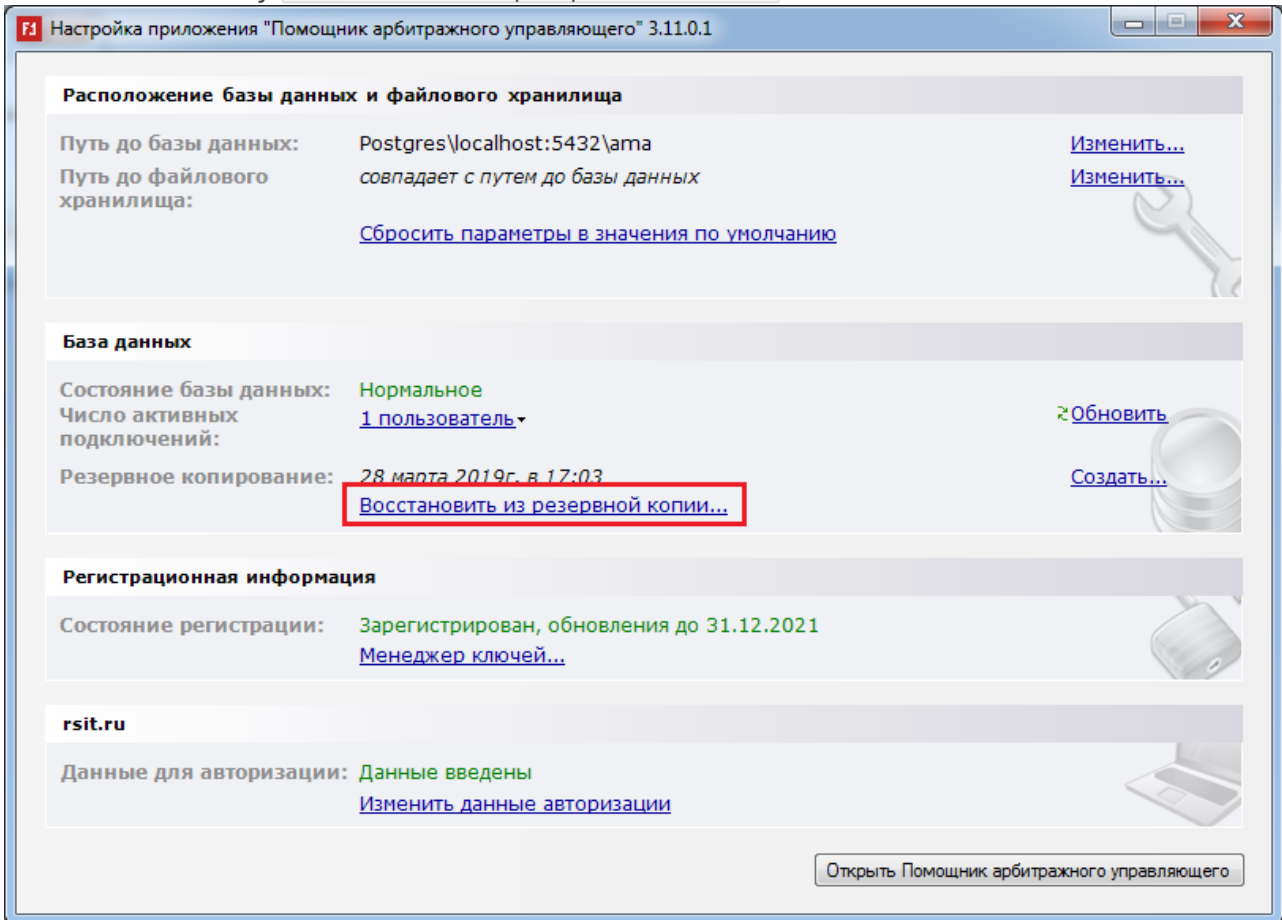 Настройка приложения "Помощник арбитражного управляющего" 3.11.0.1
Расположение базы данных и файлового хранилища
Путь до базы данных: Postgres\localhost:5432\ama Изменить...
Путь до файлового хранилища: совпадает с путем до базы данных Изменить...
Сбросить параметры в значения по умолчанию
База данных
Состояние базы данных: Нормальное
Число активных подключений: 1 пользователь Обновить
Резервное копирование: 28 марта 2019г. в 17:03 Создать...
Восстановить из резервной копии...
Регистрационная информация
Состояние регистрации: Зарегистрирован, обновления до 31.12.2021
Менеджер ключей...
rsit.ru
Данные для авторизации: Данные введены
Изменить данные авторизации
Открыть Помощник арбитражного управляющего